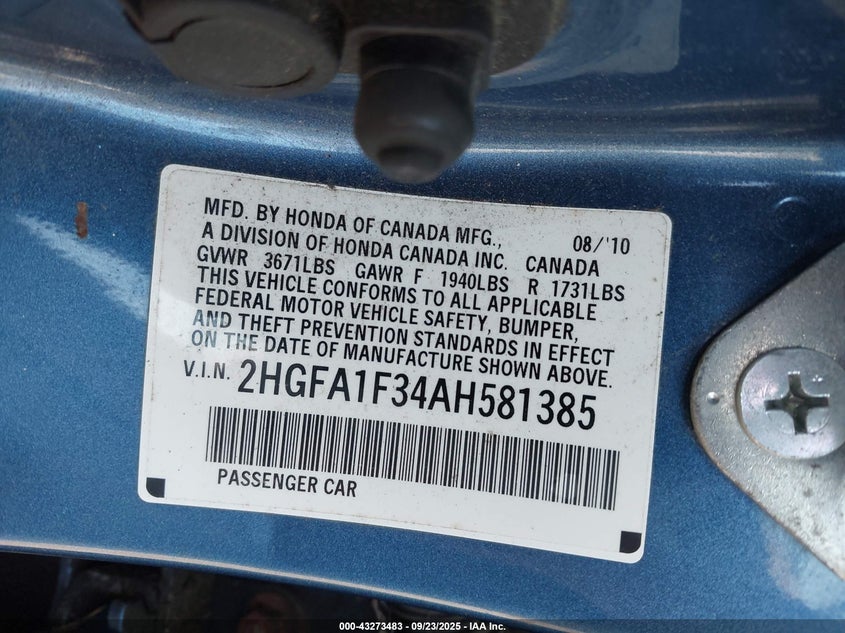 MFD. BY HONDA OF CANADA MFG., 08/'10
A DIVISION OF HONDA CANADA INC. CANADA
GVWR 3671LBS GAWR F 1940LBS R 1731LBS
THIS VEHICLE CONFORMS TO ALL APPLICABLE
FEDERAL MOTOR VEHICLE SAFETY, BUMPER,
AND THEFT PREVENTION STANDARDS IN EFFECT
ON THE DATE OF MANUFACTURE SHOWN ABOVE.
V.I.N. 2HGFA1F34AH581385
PASSENGER CAR
000-43273483 - 09/23/2025 - IAA Inc.